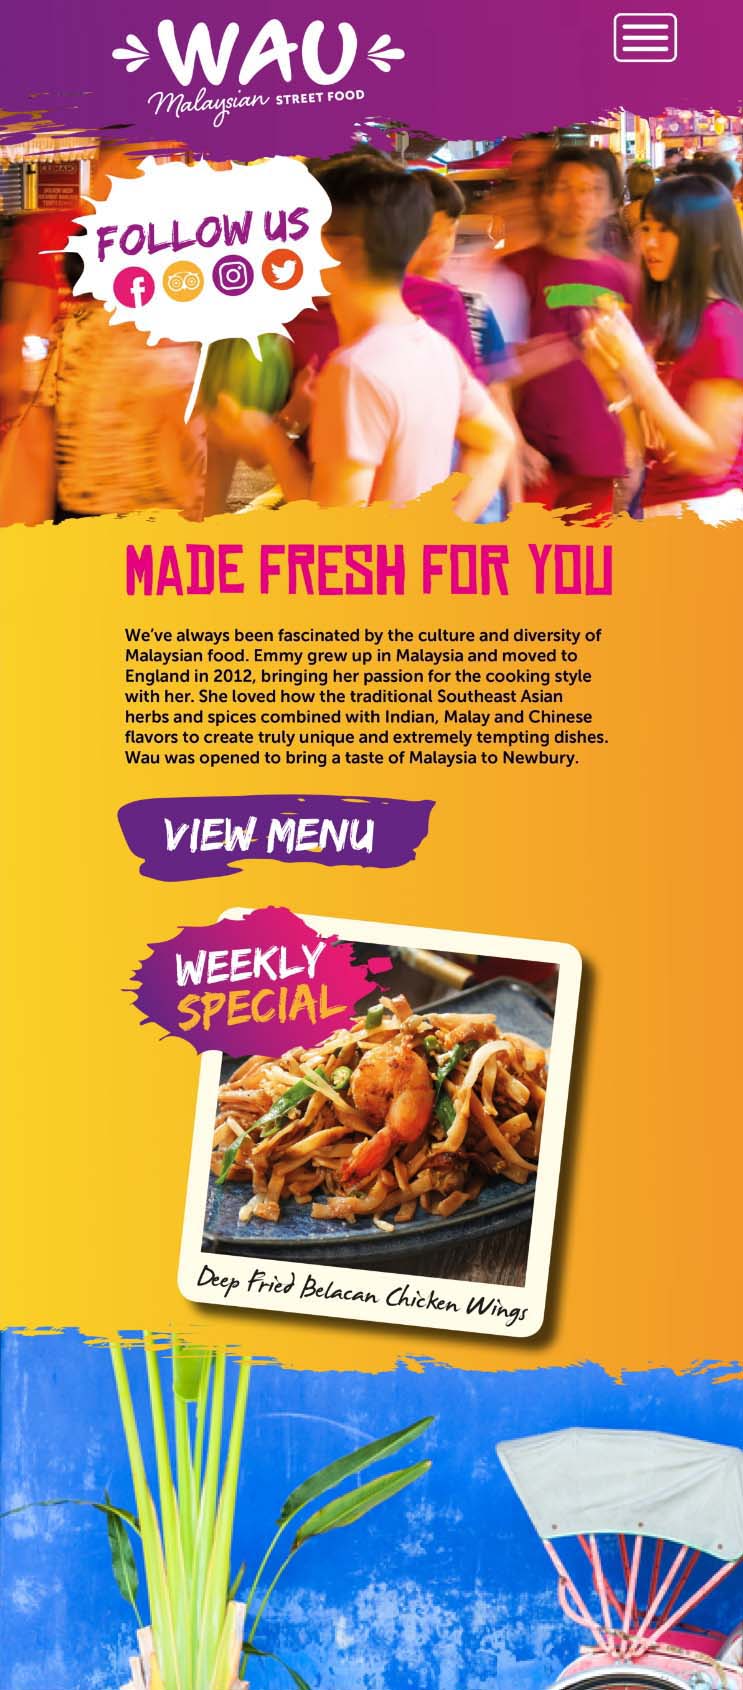 WAU
Malaysian STREET FOOD
FOLLOW US
MADE FRESH FOR YOU
We've always been fascinated by the culture and diversity of
Malaysian food. Emmy grew up in Malaysia and moved to
England in 2012, bringing her passion for the cooking style
with her. She loved how the traditional Southeast Asian
herbs and spices combined with Indian, Malay and Chinese
flavors to create truly unique and extremely tempting dishes.
Wau was opened to bring a taste of Malaysia to Newbury.
VIEW MENU
WEEKLY
SPECIAL
Deep Fried Belacan Chicken Wings